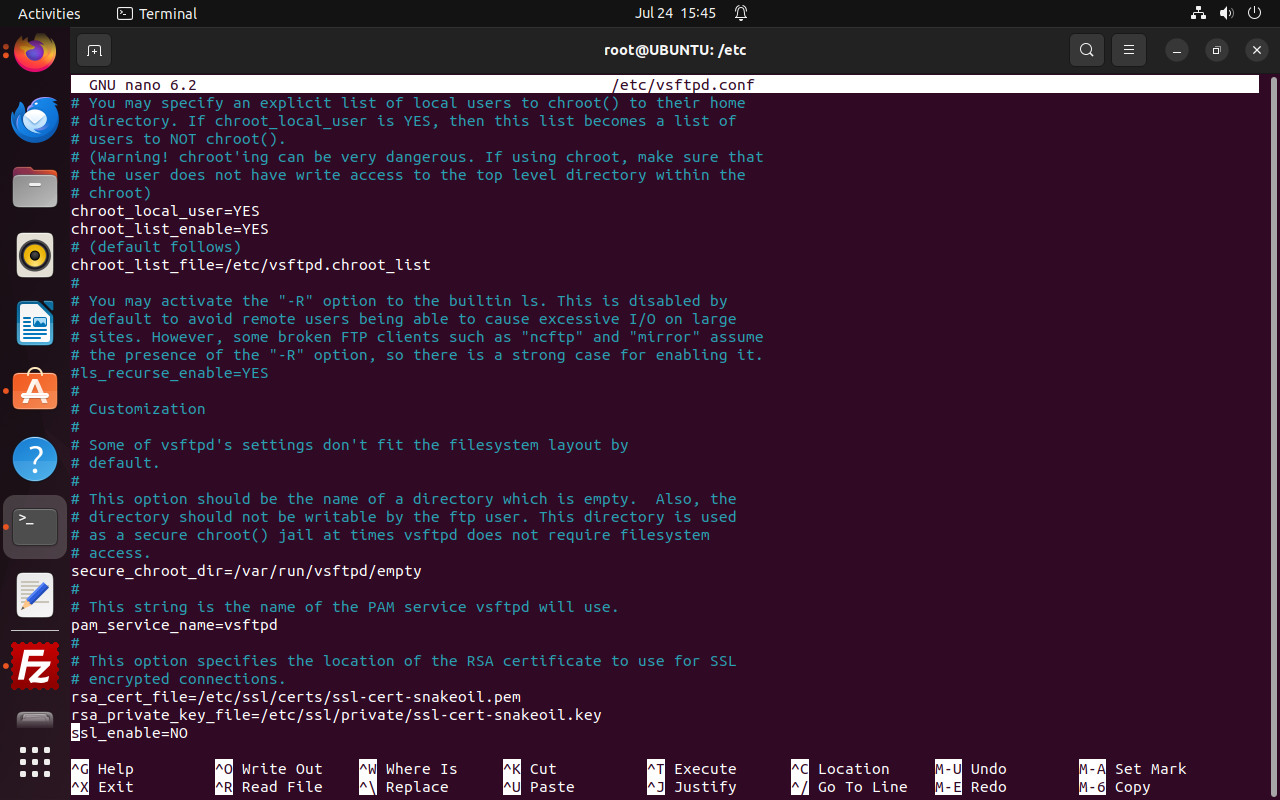 Activities Terminal Jul 24 15:45
root@UBUNTU: /etc
GNU nano 6.2 /etc/vsftpd.conf
# You may specify an explicit list of local users to chroot() to their home
# directory. If chroot_local_user is YES, then this list becomes a list of
# users to NOT chroot().
# (Warning! chroot'ing can be very dangerous. If using chroot, make sure that
# the user does not have write access to the top level directory within the
# chroot)
chroot_local_user=YES
chroot_list_enable=YES
# (default follows)
chroot_list_file=/etc/vsftpd.chroot_list
#
# You may activate the "-R" option to the builtin ls. This is disabled by
# default to avoid remote users being able to cause excessive I/O on large
# sites. However, some broken FTP clients such as "ncftp" and "mirror" assume
# the presence of the "-R" option, so there is a strong case for enabling it.
#ls_recurse_enable=YES
#
# Customization
#
# Some of vsftpd's settings don't fit the filesystem layout by
# default.
#
# This option should be the name of a directory which is empty.  Also, the
# directory should not be writable by the ftp user. This directory is used
# as a secure chroot() jail at times vsftpd does not require filesystem
# access.
secure_chroot_dir=/var/run/vsftpd/empty
#
# This string is the name of the PAM service vsftpd will use.
pam_service_name=vsftpd
#
# This option specifies the location of the RSA certificate to use for SSL
# encrypted connections.
rsa_cert_file=/etc/ssl/certs/ssl-cert-snakeoil.pem
rsa_private_key_file=/etc/ssl/private/ssl-cert-snakeoil.key
ssl_enable=NO
^G Help ^O Write Out ^W Where Is ^K Cut ^T Execute ^C Location M-U Undo M-A Set Mark
^X Exit ^R Read File ^\ Replace ^U Paste ^J Justify ^/ Go To Line M-E Redo M-6 Copy